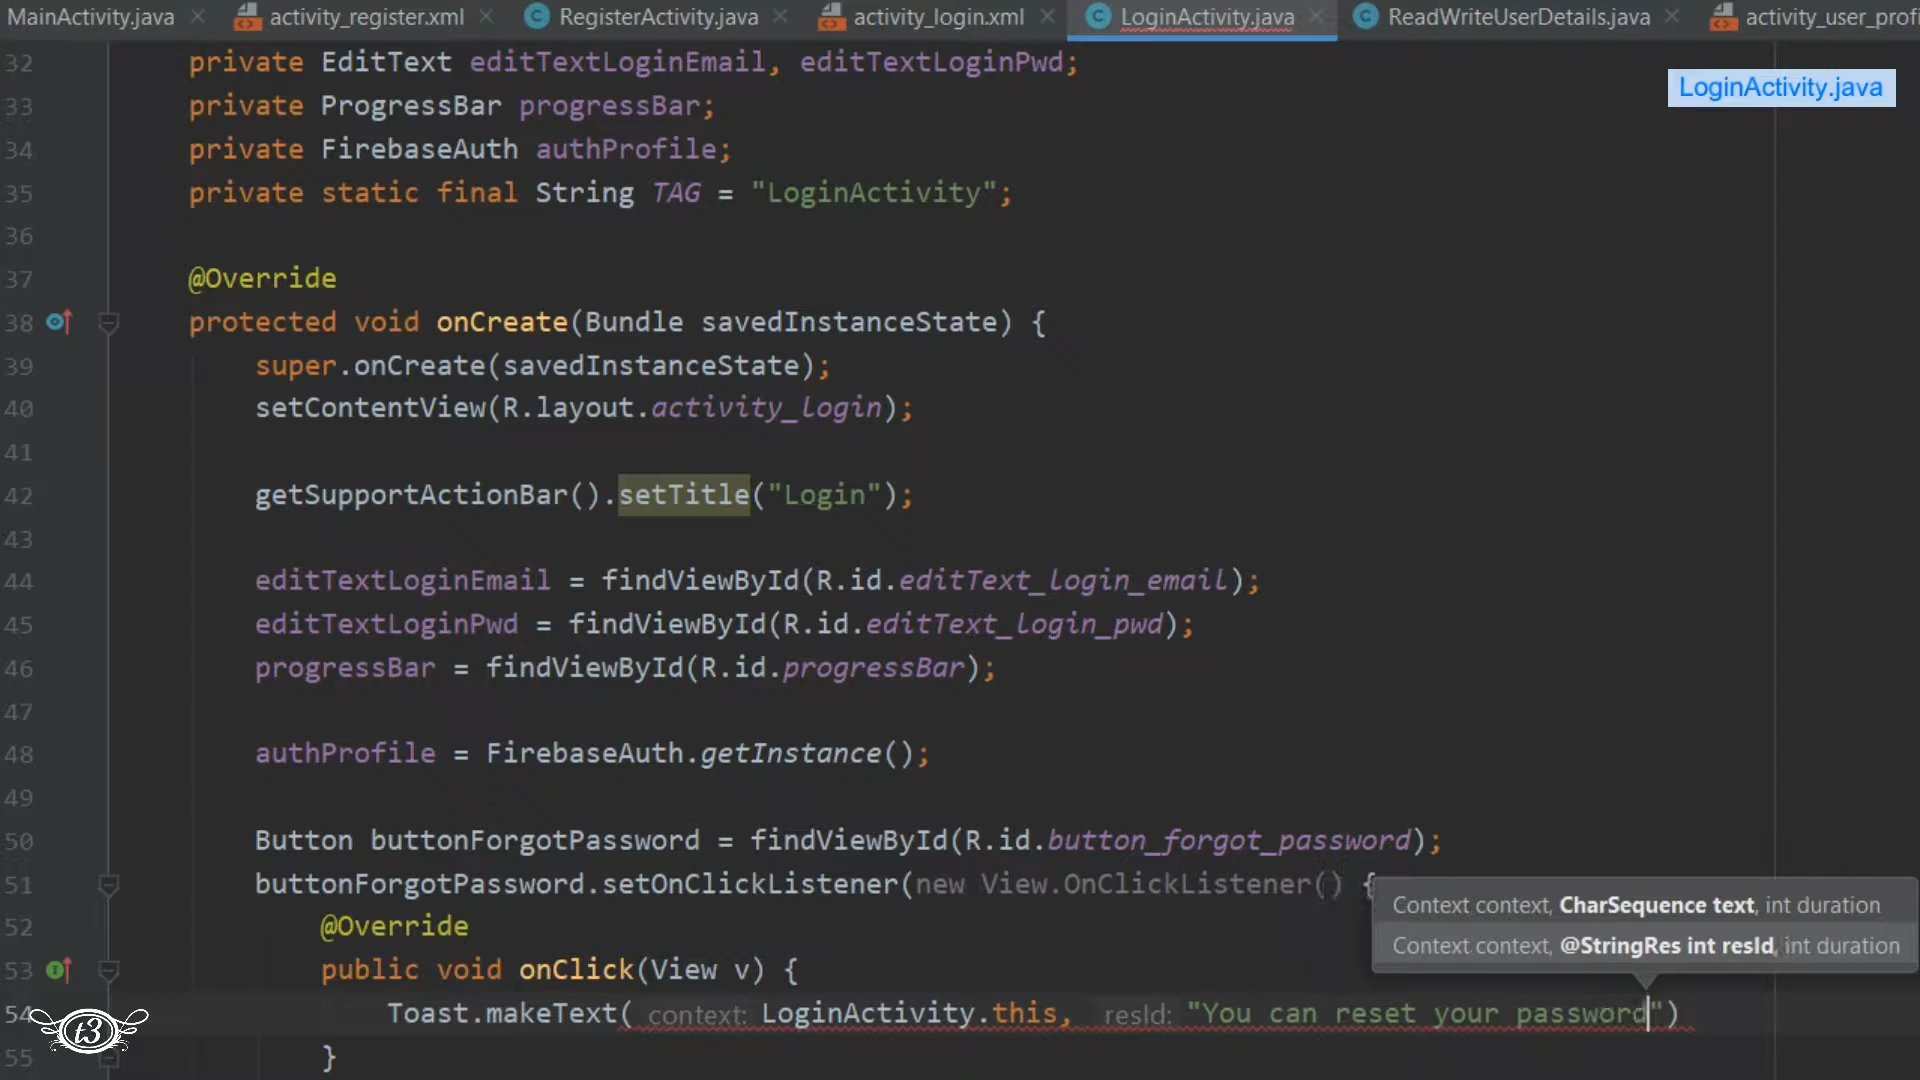 MainActivity.java activity_register.xml RegisterActivity.java activity_login.xml LoginActivity.java ReadWriteUserDetails.java
LoginActivity.java
32 private EditText editTextLoginEmail, editTextLoginPwd;
33 private ProgressBar progressBar;
34 private FirebaseAuth authProfile;
35 private static final String TAG = "LoginActivity";
36
37 @Override
38 protected void onCreate(Bundle savedInstanceState) {
39 super.onCreate(savedInstanceState);
40 setContentView(R.layout.activity_login);
41
42 getSupportActionBar().setTitle("Login");
43
44 editTextLoginEmail = findViewById(R.id.editText_login_email);
45 editTextLoginPwd = findViewById(R.id.editText_login_pwd);
46 progressBar = findViewById(R.id.progressBar);
47
48 authProfile = FirebaseAuth.getInstance();
49
50 Button buttonForgotPassword = findViewById(R.id.button_forgot_password);
51 buttonForgotPassword.setOnClickListener(new View.OnClickListener() {
Context context, CharSequence text, int duration
Context context, @StringRes int resId, int duration
52 @Override
53 public void onClick(View v) {
54 Toast.makeText( context: LoginActivity.this, resId: "You can reset your password")
55 }
t3